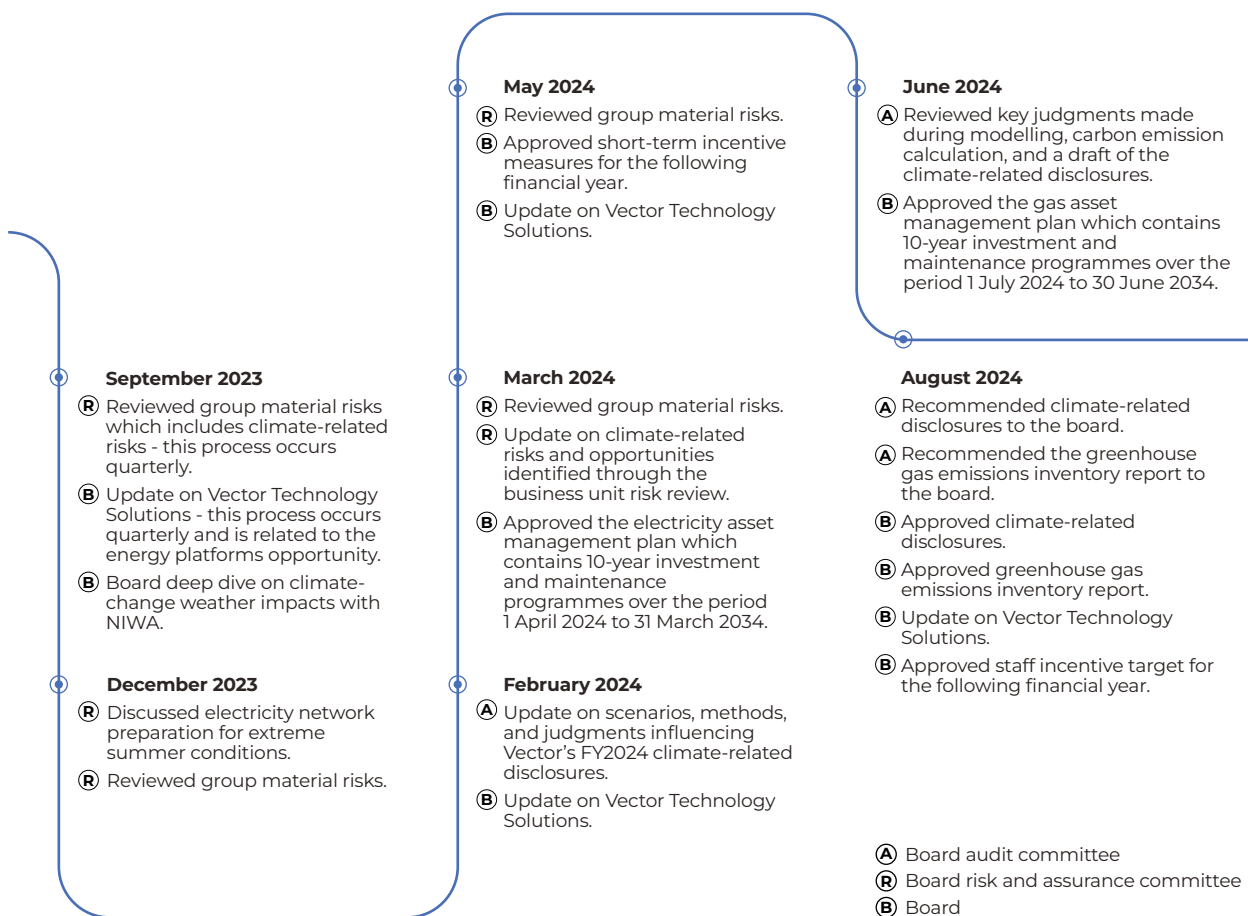 September 2023
R Reviewed group material risks
which includes climate-related
risks - this process occurs
quarterly.
B Update on Vector Technology
Solutions - this process occurs
quarterly and is related to the
energy platforms opportunity.
B Board deep dive on climate-
change weather impacts with
NIWA.
December 2023
R Discussed electricity network
preparation for extreme
summer conditions.
R Reviewed group material risks.
February 2024
A Update on scenarios, methods,
and judgments influencing
Vector's FY2024 climate-related
disclosures.
B Update on Vector Technology
Solutions.
March 2024
R Reviewed group material risks.
R Update on climate-related
risks and opportunities
identified through the
business unit risk review.
B Approved the electricity asset
management plan which
contains 10-year investment
and maintenance
programmes over the period
1 April 2024 to 31 March 2034.
May 2024
R Reviewed group material risks.
B Approved short-term incentive
measures for the following
financial year.
B Update on Vector Technology
Solutions.
June 2024
A Reviewed key judgments made
during modelling, carbon emission
calculation, and a draft of the
climate-related disclosures.
B Approved the gas asset
management plan which contains
10-year investment and
maintenance programmes over the
period 1 July 2024 to 30 June 2034.
August 2024
A Recommended climate-related
disclosures to the board.
A Recommended the greenhouse
gas emissions inventory report to
the board.
B Approved climate-related
disclosures.
B Approved greenhouse gas
emissions inventory report.
B Update on Vector Technology
Solutions.
B Approved staff incentive target for
the following financial year.
A Board audit committee
R Board risk and assurance committee
B Board